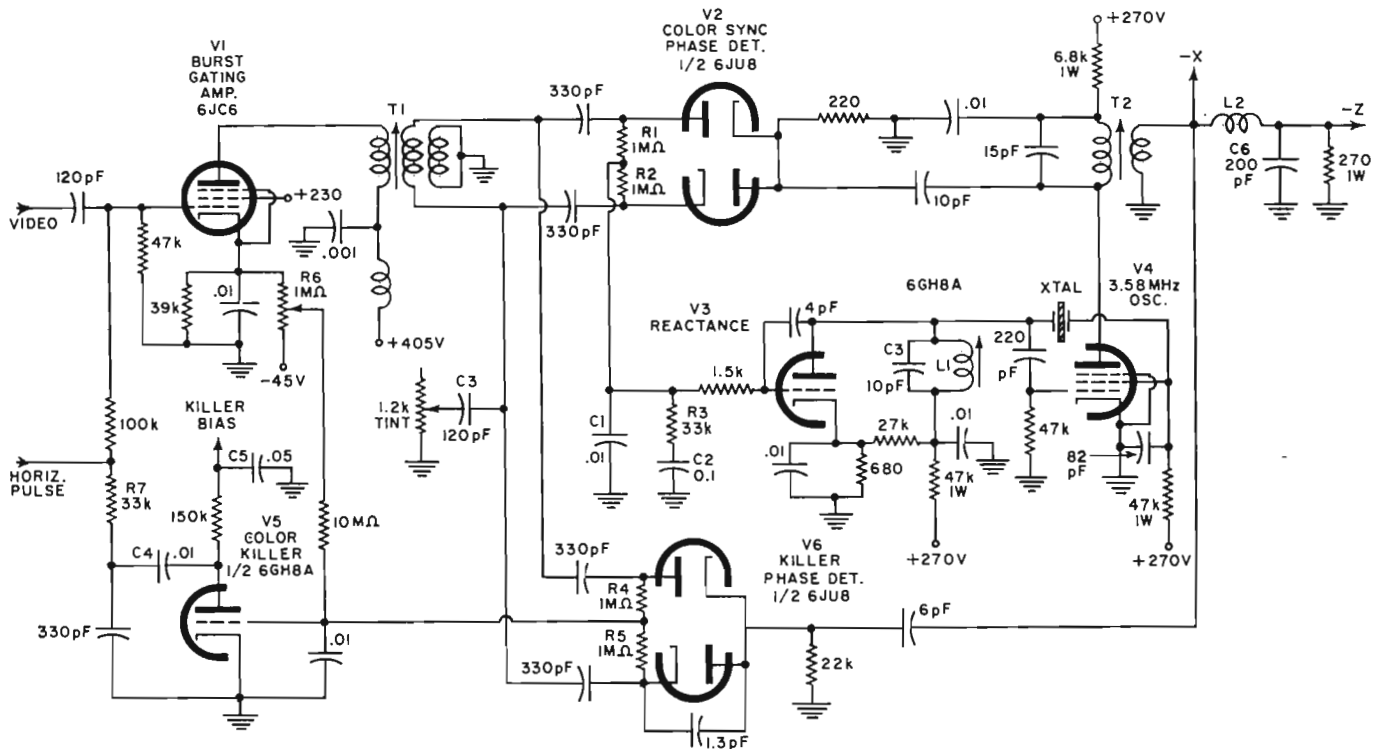 V1
BURST
GATING
AMP.
6JC6
120pF
VIDEO
47k
+230
.001
T1
39k
.01
R6
1MΩ
-45V
+405V
100k
HORIZ.
PULSE
R7
33k
KILLER
BIAS
C5 .05
150k
C4 .01
V5
COLOR
KILLER
1/2 6GH8A
10MΩ
330pF
.01
1.2k
TINT
C3
120pF
330pF
330pF
R1
1MΩ
R2
1MΩ
V2
COLOR SYNC
PHASE DET.
1/2 6JU8
220
.01
15pF
10pF
+270V
6.8k
1W
T2
-X
L2
-Z
C6
200
pF
270
1W
C1
.01
R3
33k
C2
0.1
1.5k
V3
REACTANCE
4pF
6GH8A
C3
10pF
L1
.01
680
27k
.01
47k
1W
+270V
220
pF
47k
XTAL
V4
3.58MHz
OSC.
82
pF
47k
1W
+270V
330pF
R4
1MΩ
R5
1MΩ
330pF
V6
KILLER
PHASE DET.
1/2 6JU8
1.3pF
22k
6pF